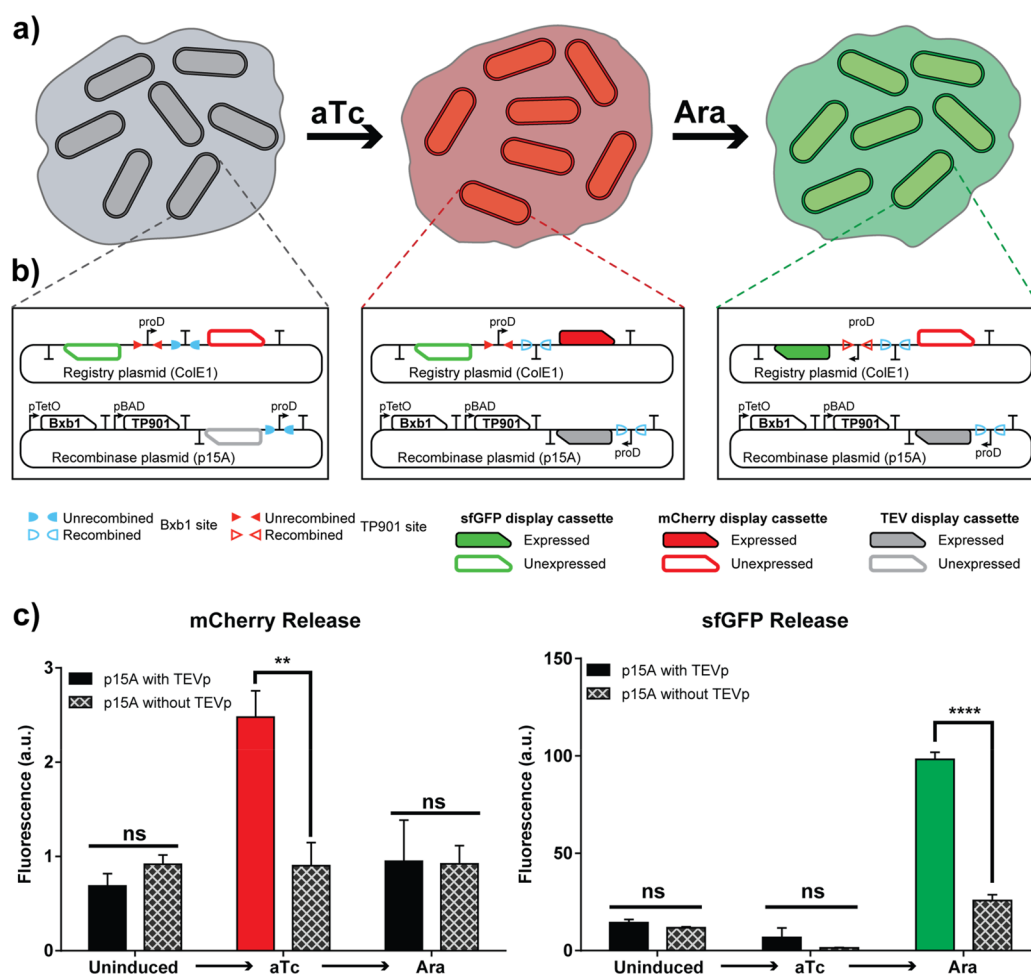 a)
aTc
Ara
b)
proD
Registry plasmid (ColE1)
pTetO
pBAD
proD
Bxb1
TP901
Recombinase plasmid (p15A)
proD
Registry plasmid (ColE1)
pTetO
pBAD
Bxb1
TP901
proD
Recombinase plasmid (p15A)
proD
Registry plasmid (ColE1)
pTetO
pBAD
Bxb1
TP901
proD
Recombinase plasmid (p15A)
Unrecombined
Recombined
Bxb1 site
Unrecombined
Recombined
TP901 site
sfGFP display cassette
Expressed
Unexpressed
mCherry display cassette
Expressed
Unexpressed
TEV display cassette
Expressed
Unexpressed
c)
mCherry Release
Fluorescence (a.u.)
3
2
1
0
p15A with TEVp
p15A without TEVp
ns
**
ns
Uninduced
aTc
Ara
sfGFP Release
Fluorescence (a.u.)
150
100
50
0
p15A with TEVp
p15A without TEVp
ns
ns
****
Uninduced
aTc
Ara